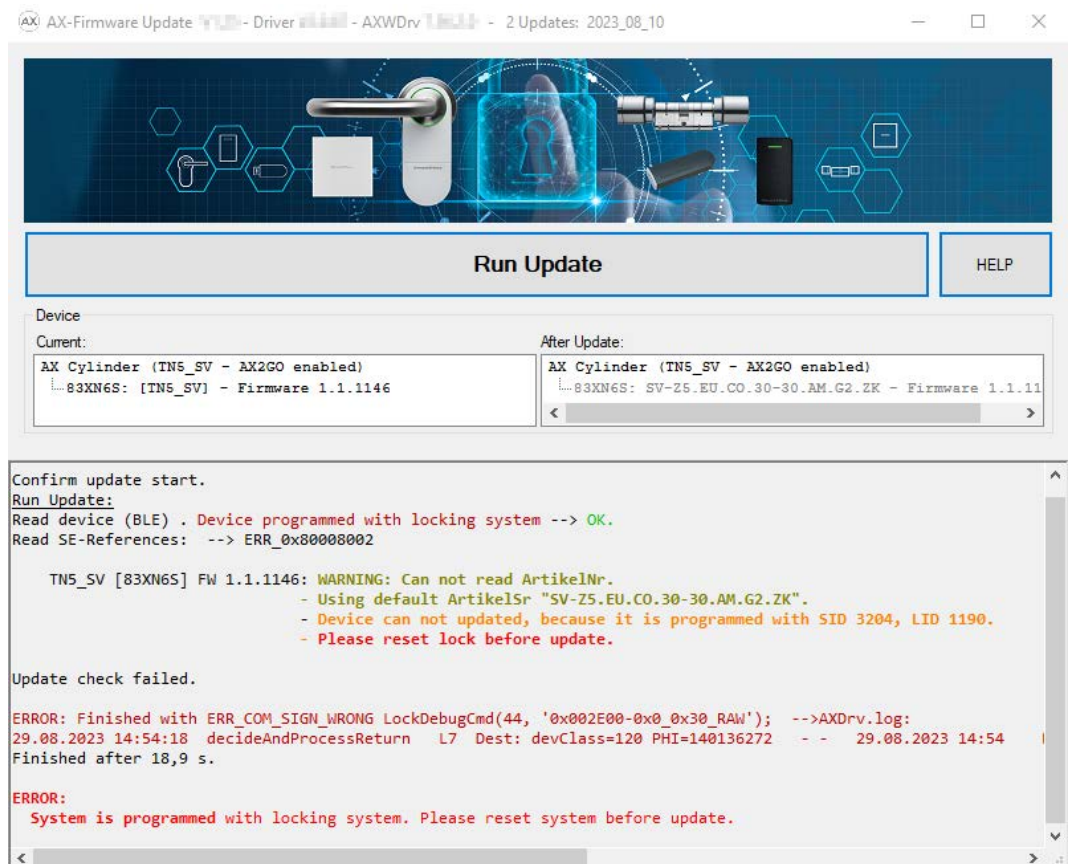 AX AX-Firmware Update - Driver - AXWDrv - 2 Updates: 2023_08_10
Run Update
HELP
Device
Current:
After Update:
AX Cylinder (TN5_SV - AX2GO enabled)
83XN6S: [TN5_SV] - Firmware 1.1.1146
AX Cylinder (TN5_SV - AX2GO enabled)
83XN6S: SV-Z5.EU.CO.30-30.AM.G2.ZK - Firmware 1.1.11
Confirm update start.
Run Update:
Read device (BLE) . Device programmed with locking system --> OK.
Read SE-References: --> ERR_0x80008002
TN5_SV [83XN6S] FW 1.1.1146: WARNING: Can not read ArtikelNr.
- Using default ArtikelSr "SV-Z5.EU.CO.30-30.AM.G2.ZK".
- Device can not updated, because it is programmed with SID 3204, LID 1190.
- Please reset lock before update.
Update check failed.
ERROR: Finished with ERR_COM_SIGN_WRONG LockDebugCmd(44, '0x002E00-0x0_0x30_RAW'); -->AXDrv.log:
29.08.2023 14:54:18 decideAndProcessReturn L7 Dest: devClass=120 PHI=140136272 - - 29.08.2023 14:54
Finished after 18,9 s.
ERROR:
System is programmed with locking system. Please reset system before update.